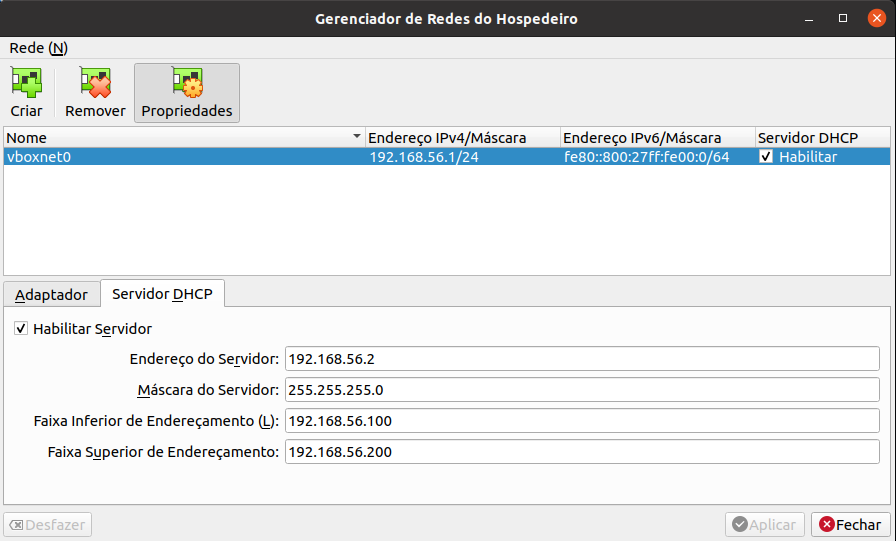 Gerenciador de Redes do Hospedeiro
Rede (N)
Criar Remover Propriedades
Nome Endereço IPv4/Máscara Endereço IPv6/Máscara Servidor DHCP
vboxnet0 192.168.56.1/24 fe80::800:27ff:fe00:0/64 Habilitar
Adaptador Servidor DHCP
Habilitar Servidor
Endereço do Servidor: 192.168.56.2
Máscara do Servidor: 255.255.255.0
Faixa Inferior de Endereçamento (L): 192.168.56.100
Faixa Superior de Endereçamento: 192.168.56.200
Desfazer Aplicar Fechar